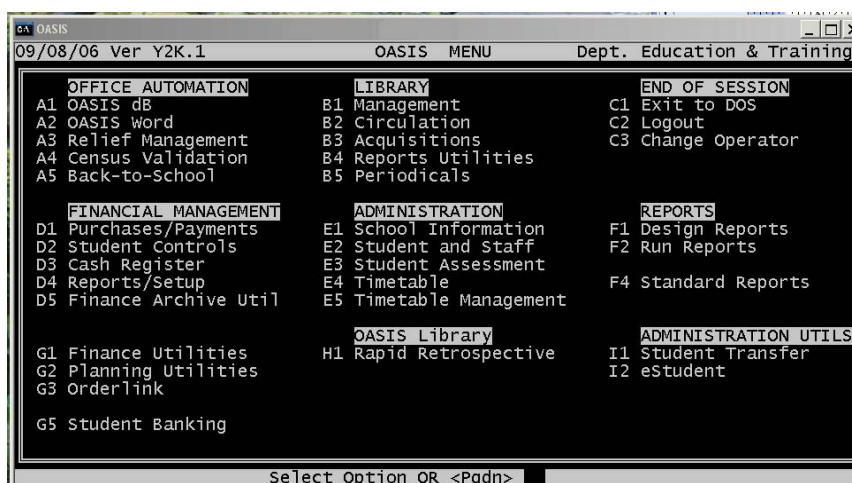 OASIS
09/08/06 Ver Y2K.1 OASIS MENU Dept. Education & Training
OFFICE AUTOMATION LIBRARY END OF SESSION
A1 OASIS dB B1 Management C1 Exit to DOS
A2 OASIS Word B2 Circulation C2 Logout
A3 Relief Management B3 Acquisitions C3 Change Operator
A4 Census Validation B4 Reports Utilities
A5 Back-to-School B5 Periodicals
FINANCIAL MANAGEMENT ADMINISTRATION REPORTS
D1 Purchases/Payments E1 School Information F1 Design Reports
D2 Student Controls E2 Student and Staff F2 Run Reports
D3 Cash Register E3 Student Assessment
D4 Reports/Setup E4 Timetable F4 Standard Reports
D5 Finance Archive Util E5 Timetable Management
OASIS Library ADMINISTRATION UTILS
G1 Finance Utilities H1 Rapid Retrospective I1 Student Transfer
G2 Planning Utilities I2 eStudent
G3 Orderlink
G5 Student Banking
Select Option OR <Pgdn>